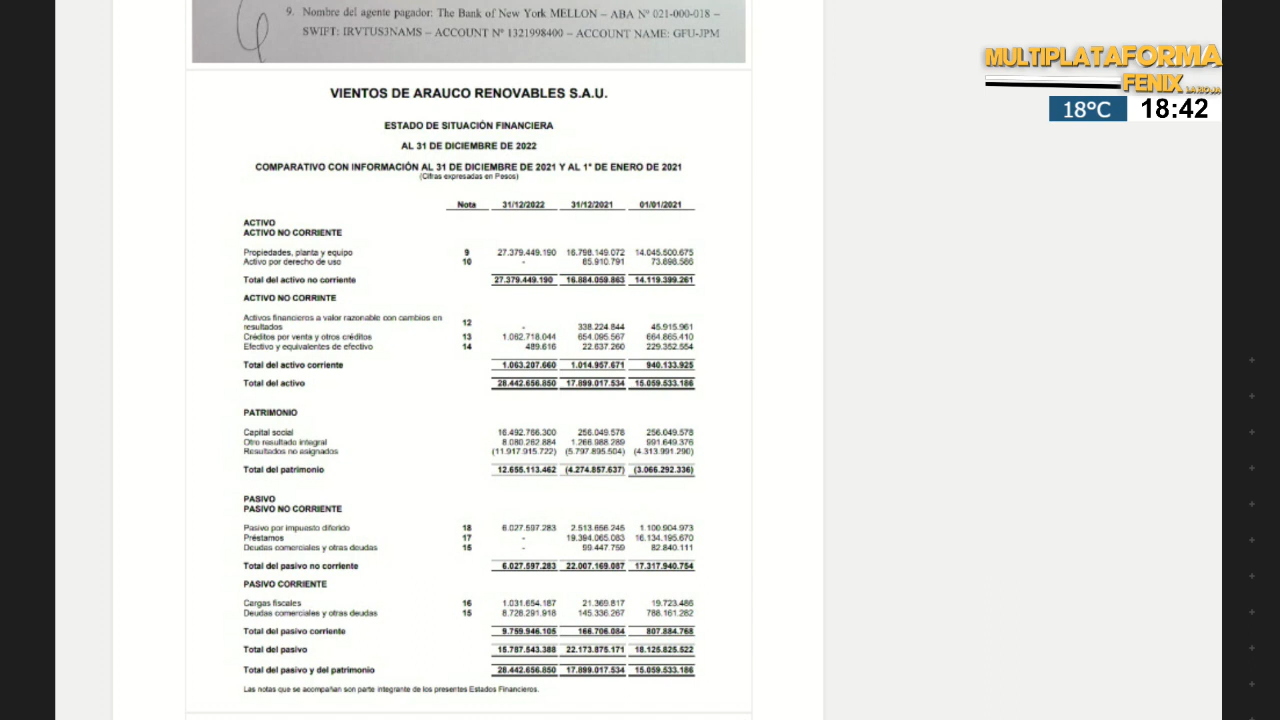 9. Nombre del agente pagador: The Bank of New York MELLON – ABA Nº 021-000-018 –
SWIFT: IRVTUS3NAMS – ACCOUNT Nº 1321998400 – ACCOUNT NAME: GFU-JPM
MULTIPLATAFORMA
FENIX LA RIOJA
18°C 18:42
VIENTOS DE ARAUCO RENOVABLES S.A.U.
ESTADO DE SITUACIÓN FINANCIERA
AL 31 DE DICIEMBRE DE 2022
COMPARATIVO CON INFORMACIÓN AL 31 DE DICIEMBRE DE 2021 Y AL 1° DE ENERO DE 2021
(Cifras expresadas en Pesos)
Nota 31/12/2022 31/12/2021 01/01/2021
ACTIVO
ACTIVO NO CORRIENTE
Propiedades, planta y equipo 9 27.379.449.190 16.798.149.072 14.045.500.675
Activo por derecho de uso 10 - 85.910.791 73.898.586
Total del activo no corriente 27.379.449.190 16.884.059.863 14.119.399.261
ACTIVO NO CORRINTE
Activos financieros a valor razonable con cambios en
resultados 12 - 338.224.844 45.915.961
Créditos por venta y otros créditos 13 1.062.718.044 654.095.567 664.865.410
Efectivo y equivalentes de efectivo 14 489.616 22.637.260 229.352.554
Total del activo corriente 1.063.207.660 1.014.957.671 940.133.925
Total del activo 28.442.656.850 17.899.017.534 15.059.533.186
PATRIMONIO
Capital social 16.492.766.300 256.049.578 256.049.578
Otro resultado integral 8.080.262.884 1.266.988.289 991.649.376
Resultados no asignados (11.917.915.722) (5.797.895.504) (4.313.991.290)
Total del patrimonio 12.655.113.462 (4.274.857.637) (3.066.292.336)
PASIVO
PASIVO NO CORRIENTE
Pasivo por impuesto diferido 18 6.027.597.283 2.513.656.245 1.100.904.973
Préstamos 17 - 19.394.065.083 16.134.195.670
Deudas comerciales y otras deudas 15 - 99.447.759 82.840.111
Total del pasivo no corriente 6.027.597.283 22.007.169.087 17.317.940.754
PASIVO CORRIENTE
Cargas fiscales 16 1.031.654.187 21.369.817 19.723.486
Deudas comerciales y otras deudas 15 8.728.291.918 145.336.267 788.161.282
Total del pasivo corriente 9.759.946.105 166.706.084 807.884.768
Total del pasivo 15.787.543.388 22.173.875.171 18.125.825.522
Total del pasivo y del patrimonio 28.442.656.850 17.899.017.534 15.059.533.186
Las notas que se acompañan son parte integrante de los presentes Estados Financieros.